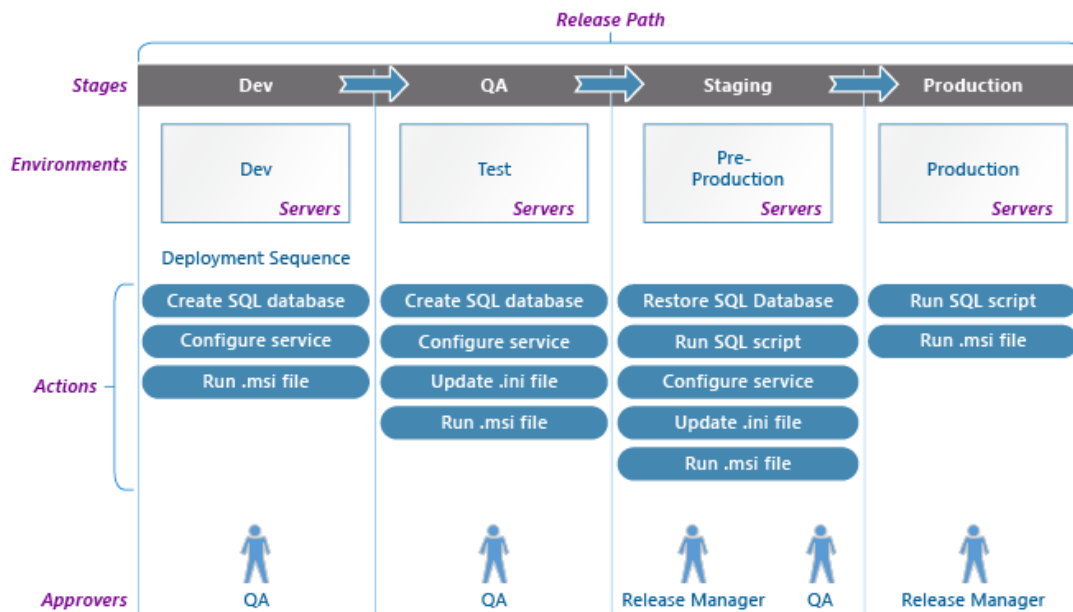 Release Path
Stages Dev QA Staging Production
Environments
Dev
Servers
Test
Servers
Pre-
Production
Servers
Production
Servers
Deployment Sequence
Actions
Create SQL database
Configure service
Run .msi file
Create SQL database
Configure service
Update .ini file
Run .msi file
Restore SQL Database
Run SQL script
Configure service
Update .ini file
Run .msi file
Run SQL script
Run .msi file
Approvers QA QA Release Manager QA Release Manager